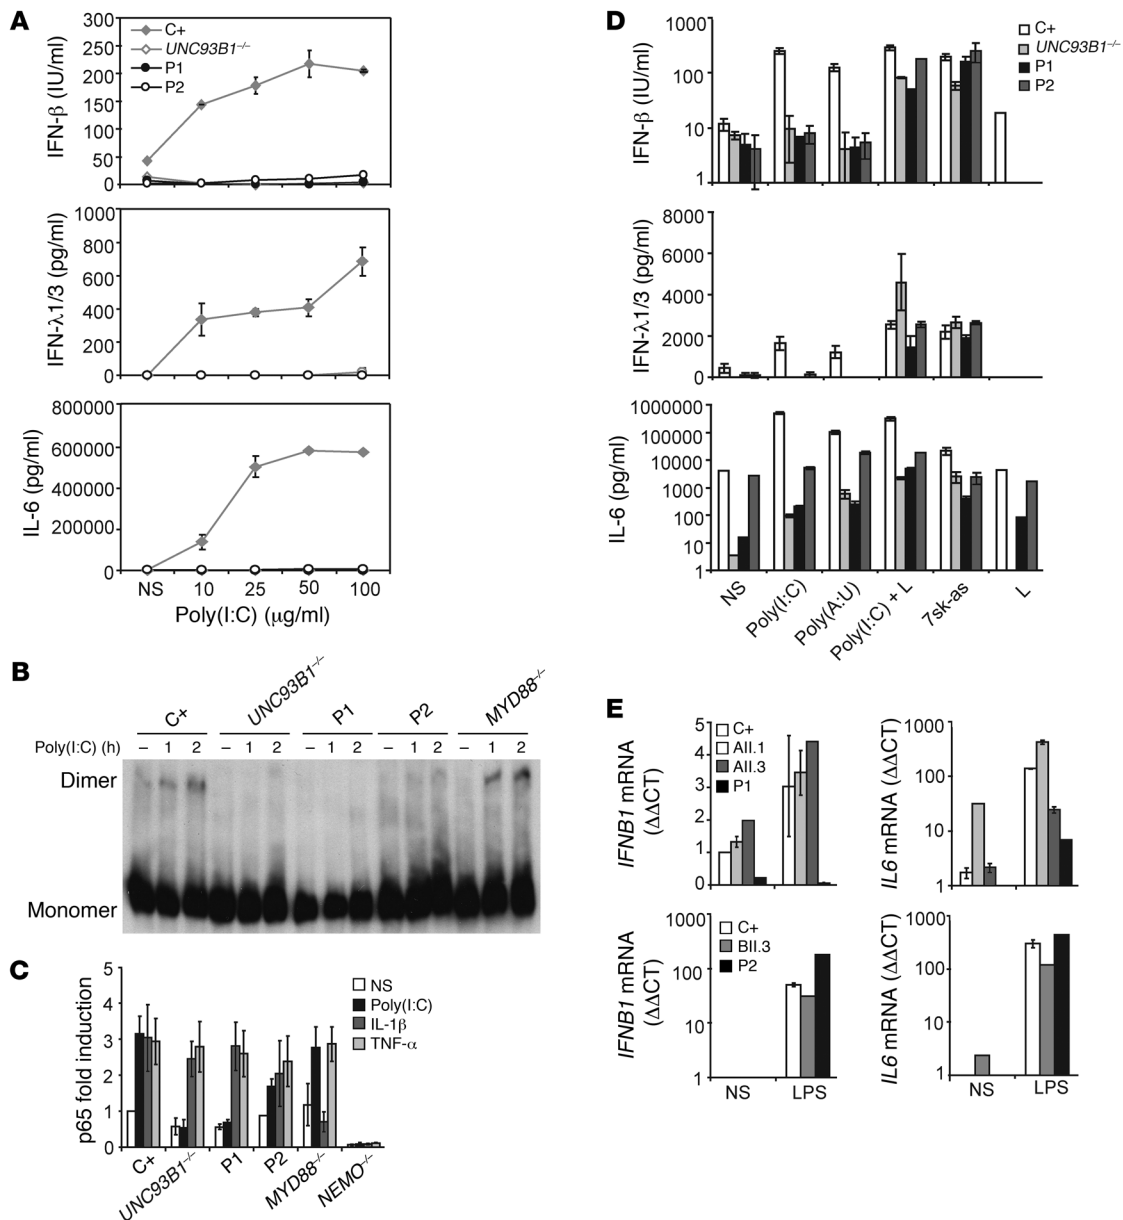 A
IFN-β (IU/ml)
300
250
200
150
100
50
0
C+
UNC93B1–/–
P1
P2
IFN-λ1/3 (pg/ml)
1000
800
600
400
200
0
IL-6 (pg/ml)
800000
600000
400000
200000
0
NS 10 25 50 100
Poly(I:C) (μg/ml)
B
C+ UNC93B1–/– P1 P2 MYD88–/–
Poly(I:C) (h) – 1 2 – 1 2 – 1 2 – 1 2 – 1 2
Dimer
Monomer
C
p65 fold induction
5
4
3
2
1
0
NS
Poly(I:C)
IL-1β
TNF-α
C+ UNC93B1–/– P1 P2 MYD88–/– NEMO–/–
D
IFN-β (IU/ml)
1000
100
10
1
C+
UNC93B1–/–
P1
P2
IFN-λ1/3 (pg/ml)
8000
6000
4000
2000
0
IL-6 (pg/ml)
1000000
100000
10000
1000
100
10
1
NS Poly(I:C) Poly(A:U) Poly(I:C) + L 7sk-as L
E
IFNB1 mRNA
(ΔΔCT)
5
4
3
2
1
0
C+
AII.1
AII.3
P1
IL6 mRNA (ΔΔCT)
1000
100
10
1
IFNB1 mRNA
(ΔΔCT)
1000
100
10
1
C+
BII.3
P2
NS LPS
IL6 mRNA (ΔΔCT)
1000
100
10
1
NS LPS